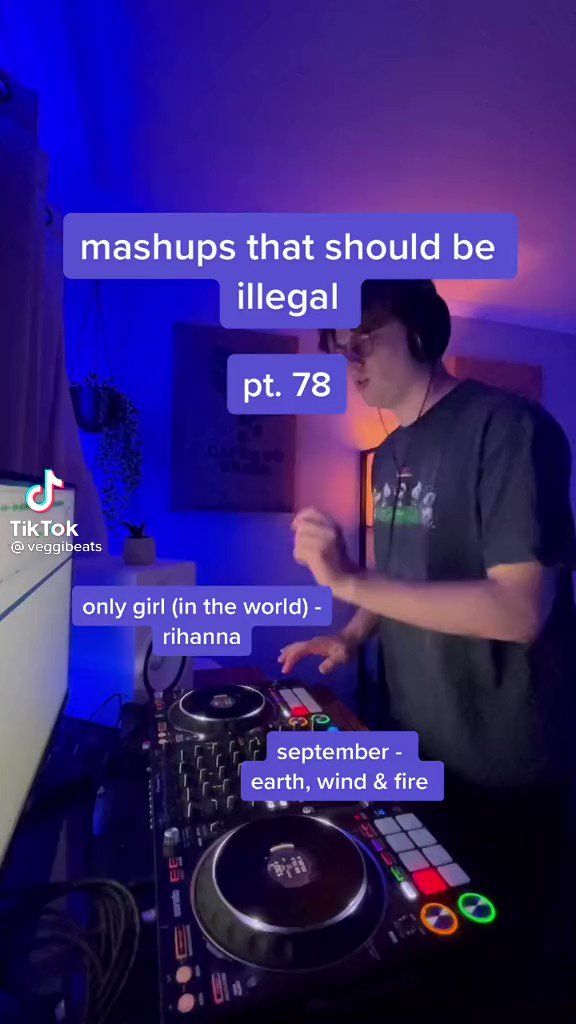 mashups that should be
illegal
pt. 78
TikTok
@veggibeats
only girl (in the world) -
rihanna
september -
earth, wind & fire